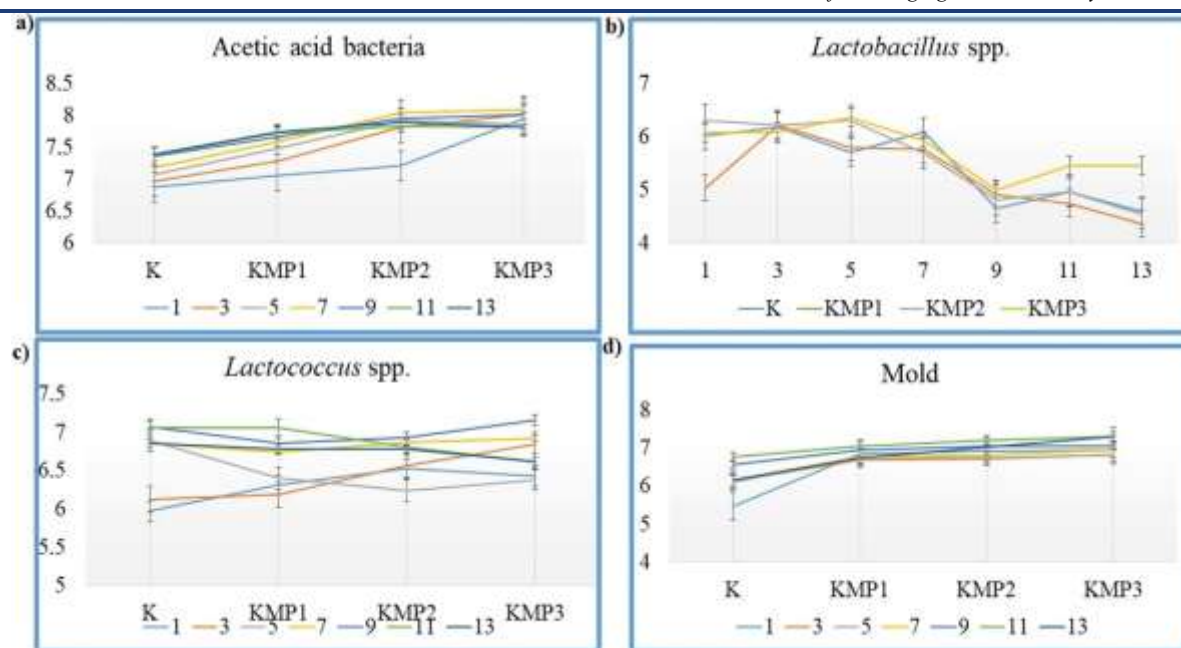 a)
Acetic acid bacteria
8.5
8
7.5
7
6.5
6
K KMP1 KMP2 KMP3
1 3 5 7 9 11 13
b)
Lactobacillus spp.
7
6
5
4
1 3 5 7 9 11 13
K KMP1 KMP2 KMP3
c)
Lactococcus spp.
7.5
7
6.5
6
5.5
5
K KMP1 KMP2 KMP3
1 3 5 7 9 11 13
d)
Mold
8
7
6
5
4
K KMP1 KMP2 KMP3
1 3 5 7 9 11 13